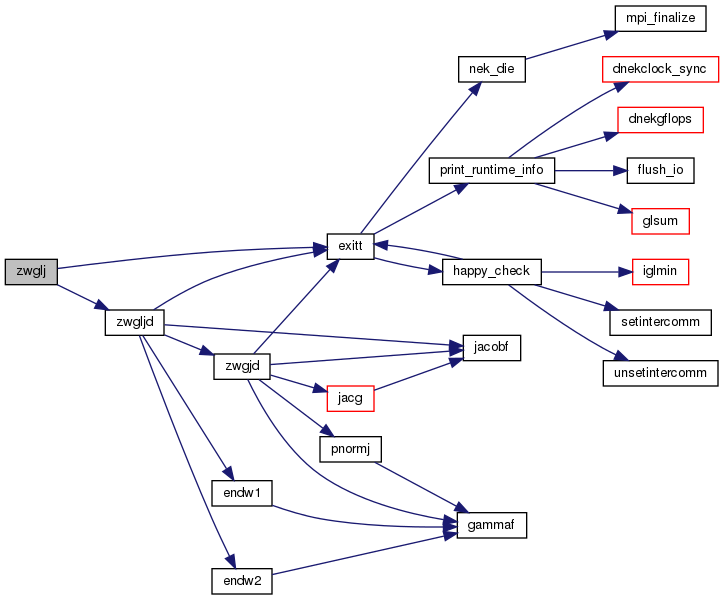 mpi_finalize
nek_die
dnekclock_sync
dnekgflops
print_runtime_info
flush_io
glsum
exitt
zwglj
happy_check
iglmin
zwgljd
setintercomm
jacobf
zwgjd
unsetintercomm
jacg
pnormj
endw1
gammaf
endw2